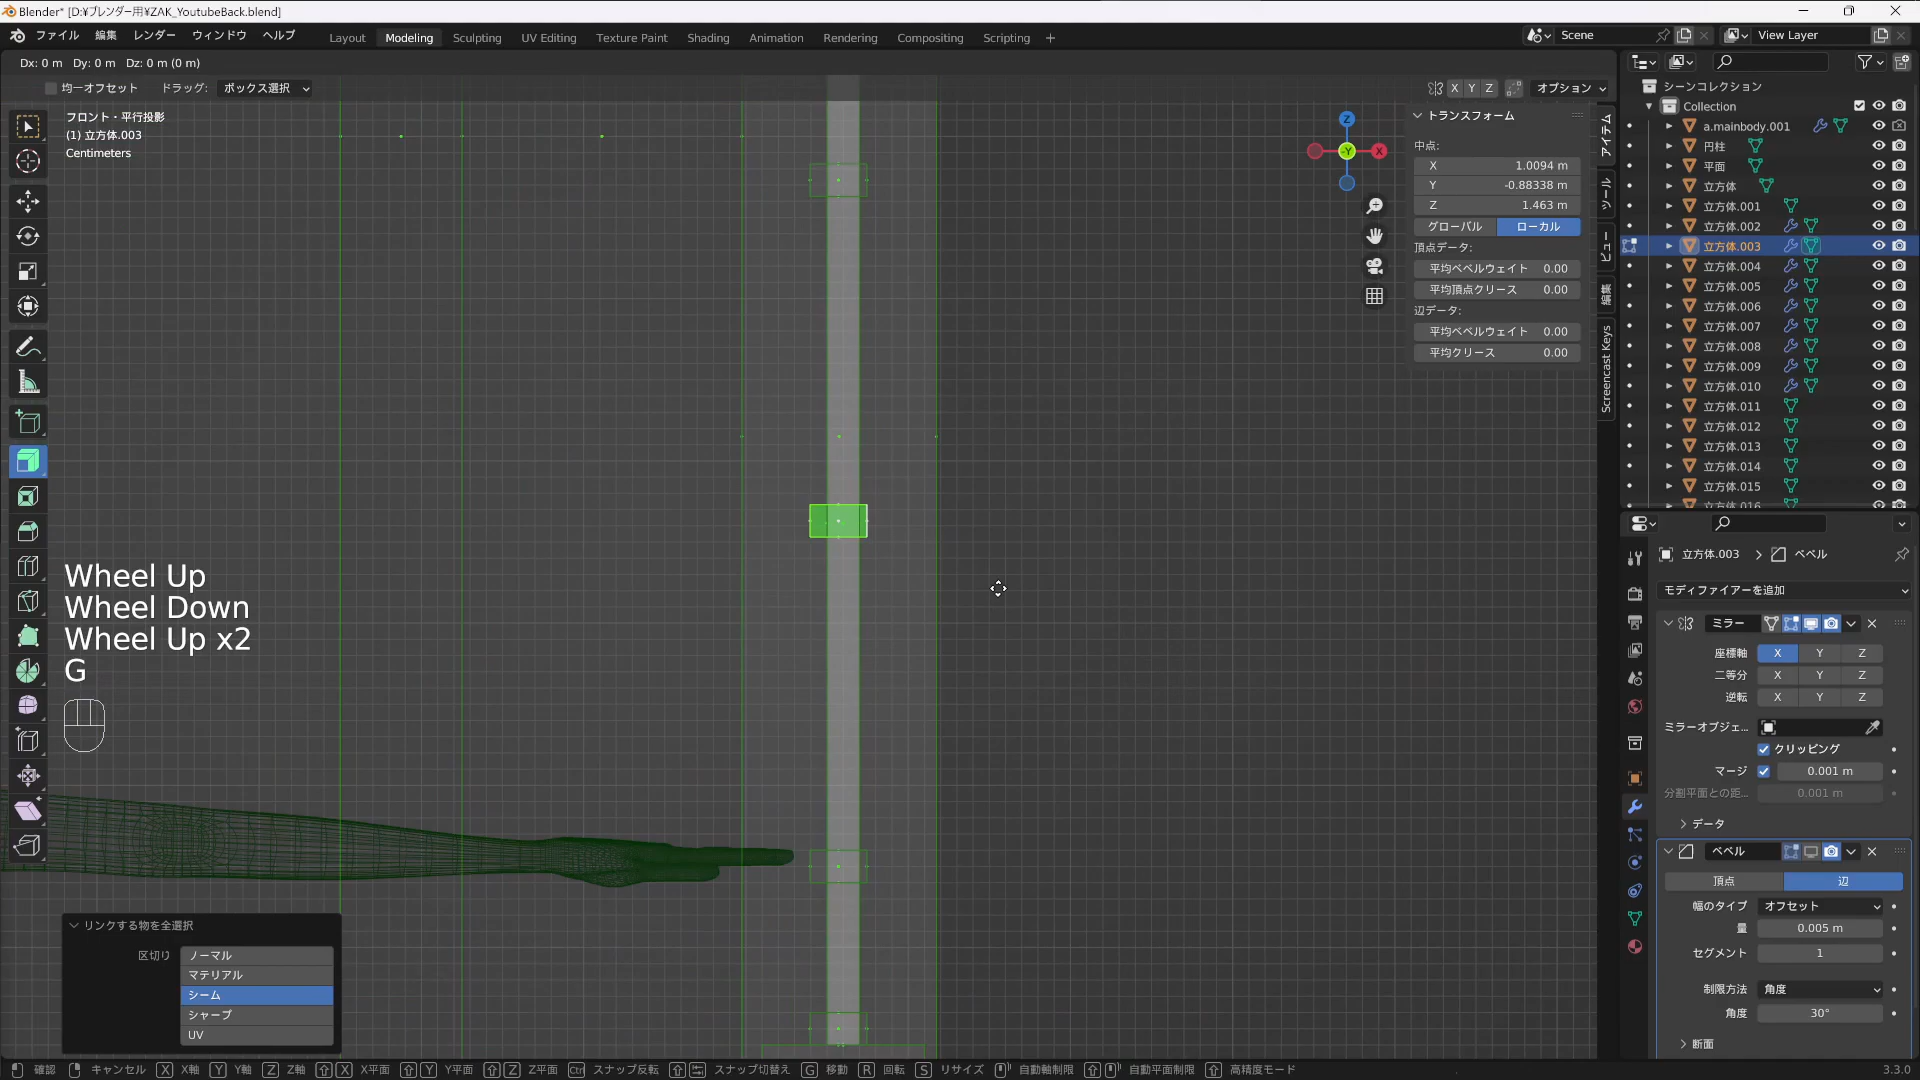 Blender* [D:¥ブレンダー用¥ZAK_YoutubeBack.blend]
ファイル 編集 レンダー ウィンドウ ヘルプ Layout Modeling Sculpting UV Editing Texture Paint Shading Animation Rendering Compositing Scripting + Scene View Layer
Dx: 0 m Dy: 0 m Dz: 0 m (0 m)
均一オフセット ドラッグ: ボックス選択 X Y Z オプション
フロント・平行投影
(1) 立方体.003
Centimeters
Z
Y
X
トランスフォーム
中点:
X 1.0094 m
Y -0.88338 m
Z 1.463 m
グローバル ローカル
頂点データ:
平均ベベルウェイト 0.00
平均頂点クリース 0.00
辺データ:
平均ベベルウェイト 0.00
平均クリース 0.00
アイテム
ツール
ビュー
編集
Screencast Keys
シーンコレクション
Collection
a.mainbody.001
円柱
平面
立方体
立方体.001
立方体.002
立方体.003
立方体.004
立方体.005
立方体.006
立方体.007
立方体.008
立方体.009
立方体.010
立方体.011
立方体.012
立方体.013
立方体.014
立方体.015
立方体.016
立方体.003 > ベベル
モディファイアーを追加
ミラー
座標軸 X Y Z
二等分 X Y Z
逆転 X Y Z
ミラーオブジェ...
クリッピング
マージ 0.001 m
分割平面との距... 0.001 m
データ
ベベル
頂点 辺
幅のタイプ オフセット
量 0.005 m
セグメント 1
制限方法 角度
角度 30°
断面
Wheel Up
Wheel Down
Wheel Up x2
G
リンクする物を全選択
区切り ノーマル
マテリアル
シーム
シャープ
UV
確認 キャンセル X X軸 Y Y軸 Z Z軸 X X平面 Y Y平面 Z Z平面 Ctrl スナップ反転 スナップ切替え G 移動 R 回転 S リサイズ 自動軸制限 自動平面制限 高精度モード 3.3.0